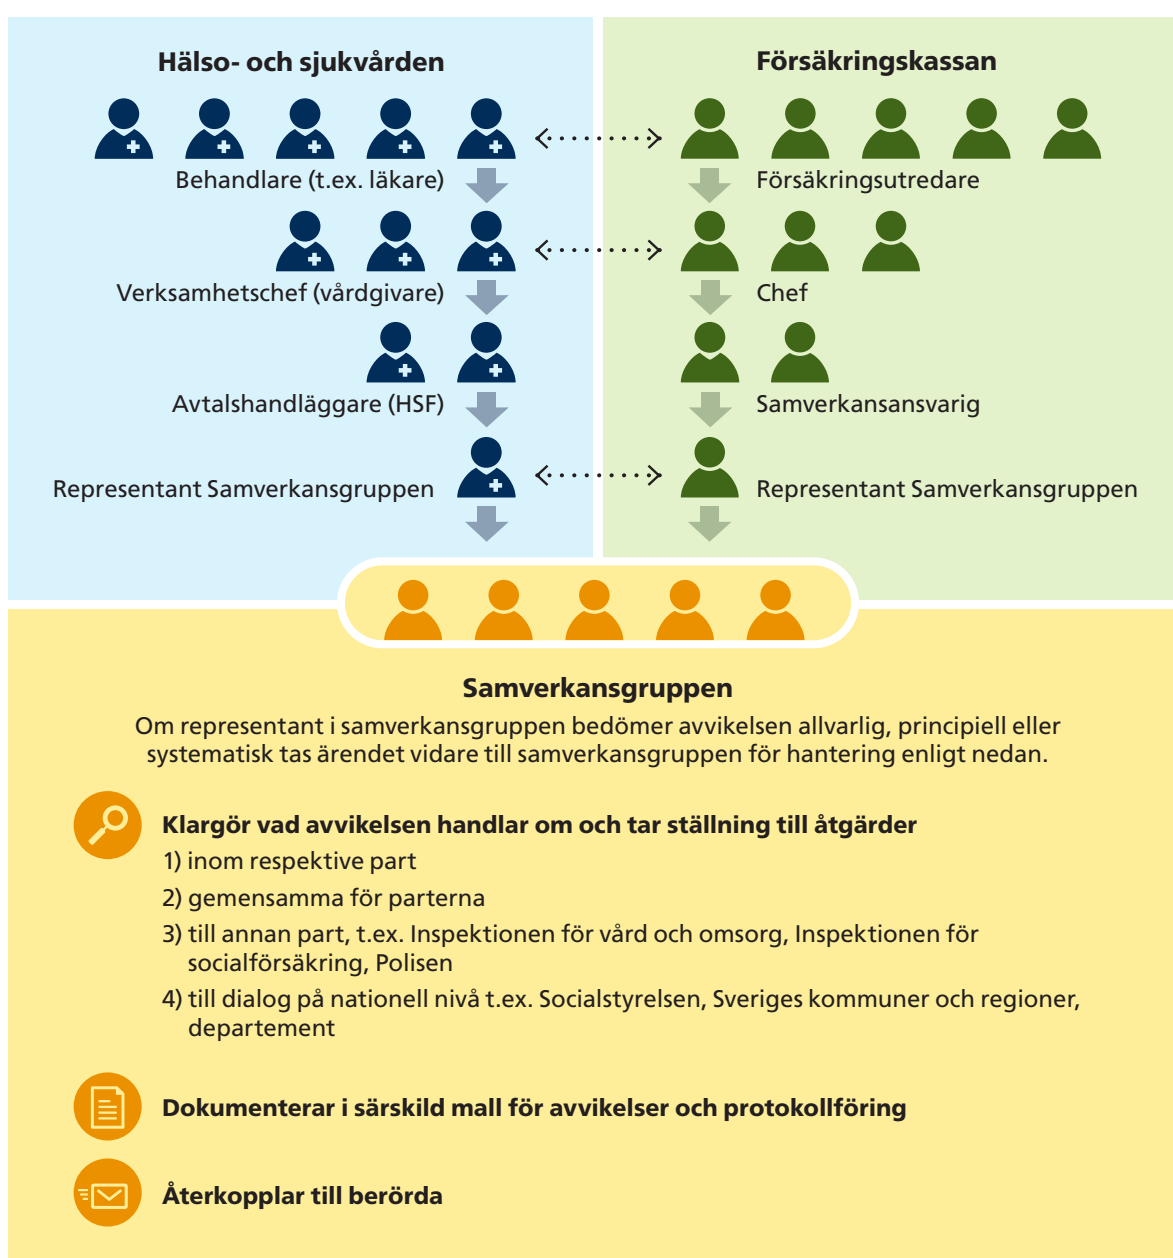 Hälso- och sjukvården
Försäkringskassan
Behandlare (t.ex. läkare)
Försäkringsutredare
Verksamhetschef (vårdgivare)
Chef
Avtalshandläggare (HSF)
Samverkansansvarig
Representant Samverkansgruppen
Representant Samverkansgruppen
Samverkansgruppen
Om representant i samverkansgruppen bedömer avvikelsen allvarlig, principiell eller
systematisk tas ärendet vidare till samverkansgruppen för hantering enligt nedan.
Klargör vad avvikelsen handlar om och tar ställning till åtgärder
1) inom respektive part
2) gemensamma för parterna
3) till annan part, t.ex. Inspektionen för vård och omsorg, Inspektionen för
socialförsäkring, Polisen
4) till dialog på nationell nivå t.ex. Socialstyrelsen, Sveriges kommuner och regioner,
departement
Dokumenterar i särskild mall för avvikelser och protokollföring
Återkopplar till berörda